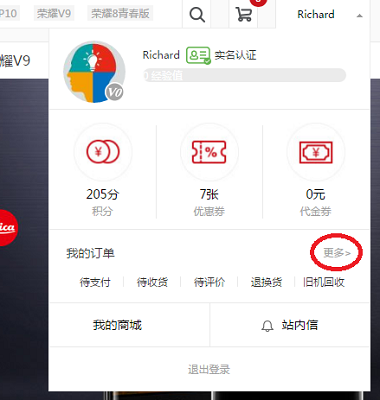 P10 荣耀V9 荣耀8青春版
Richard
耀V9
Richard 实名认证
V0
0 经验值
¥ % ¥
205分 7张 0元
积分 优惠券 代金券
ica
我的订单 更多>
待支付 待收货 待评价 退换货 旧机回收
我的商城 站内信
退出登录